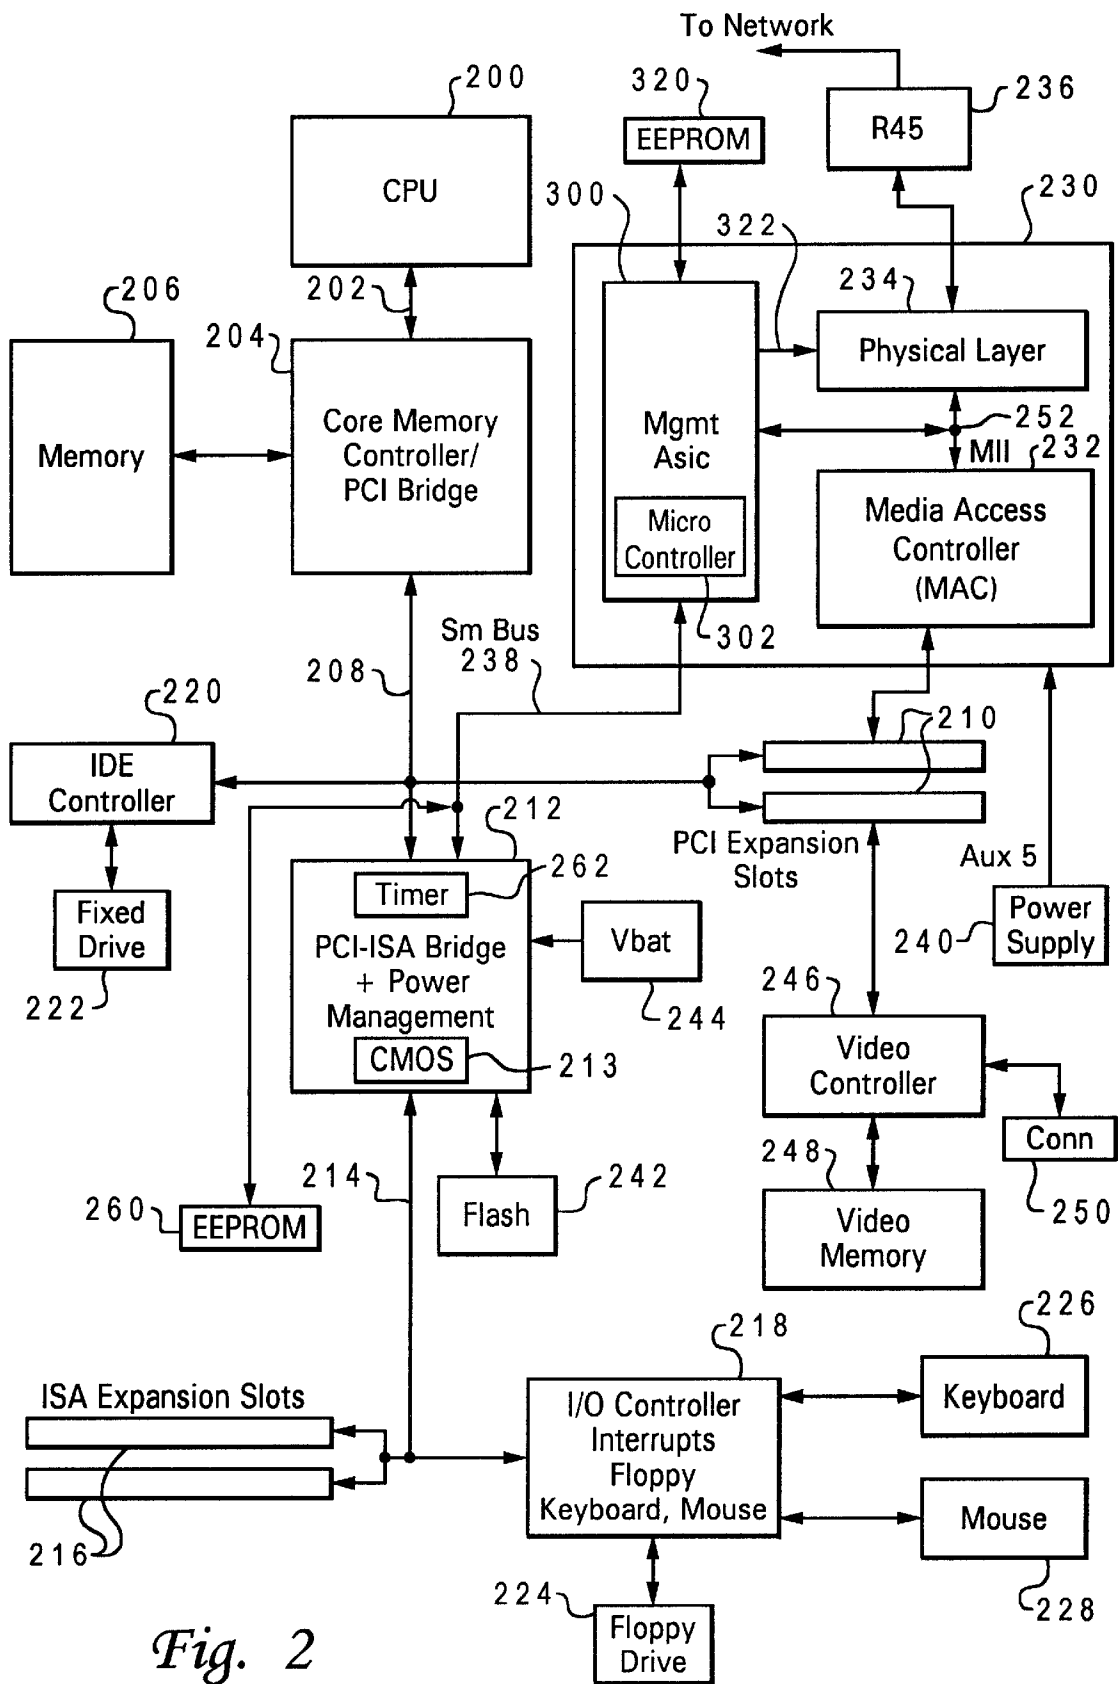 To Network
200
320
236
EEPROM
R45
CPU
300
322
230
206
202
234
204
Physical Layer
Core Memory
Controller/
PCI Bridge
Memory
Mgmt
Asic
252
MII
232
Micro
Controller
Media Access
Controller
(MAC)
302
Sm Bus
238
208
220
210
IDE
Controller
212
PCI Expansion
Slots
Aux 5
262
Timer
Fixed
Drive
Vbat
Power
Supply
240
PCI-ISA Bridge
+ Power
Management
222
244
246
CMOS
213
Video
Controller
Conn
214
242
248
250
260
EEPROM
Flash
Video
Memory
218
226
ISA Expansion Slots
I/O Controller
Interrupts
Floppy
Keyboard, Mouse
Keyboard
Mouse
216
224
228
Floppy
Drive
Fig. 2